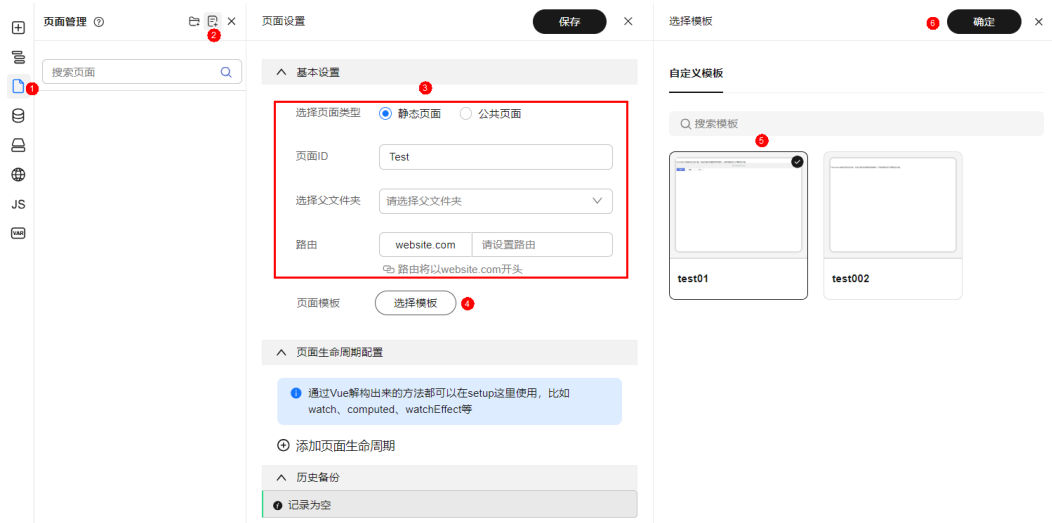 页面管理
2
搜索页面
1
JS
VAR
页面设置
保存
基本设置
3
选择页面类型
静态页面
公共页面
页面ID
Test
选择父文件夹
请选择父文件夹
路由
website.com
请设置路由
路由将以website.com开头
页面模板
选择模板
4
页面生命周期配置
通过Vue解构出来的方法都可以在setup这里使用，比如
watch、computed、watchEffect等
添加页面生命周期
历史备份
记录为空
选择模板
6
确定
自定义模板
搜索模板
5
test01
test002